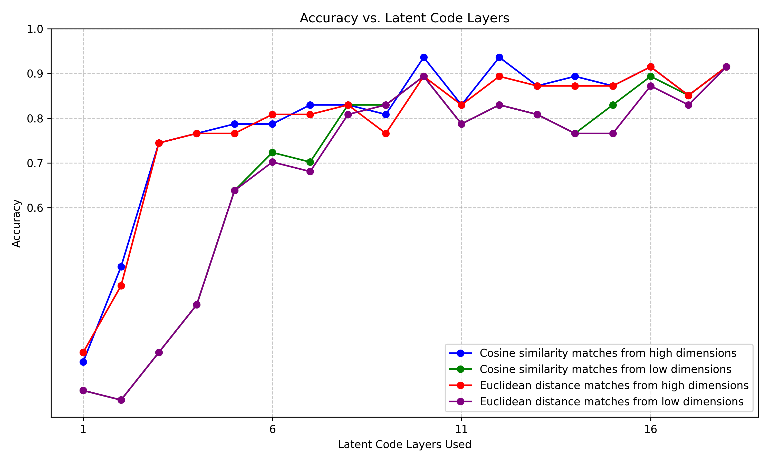 Accuracy vs. Latent Code Layers
1.0
0.9
0.8
0.7
0.6
Accuracy
Cosine similarity matches from high dimensions
Cosine similarity matches from low dimensions
Euclidean distance matches from high dimensions
Euclidean distance matches from low dimensions
1 6 11 16
Latent Code Layers Used